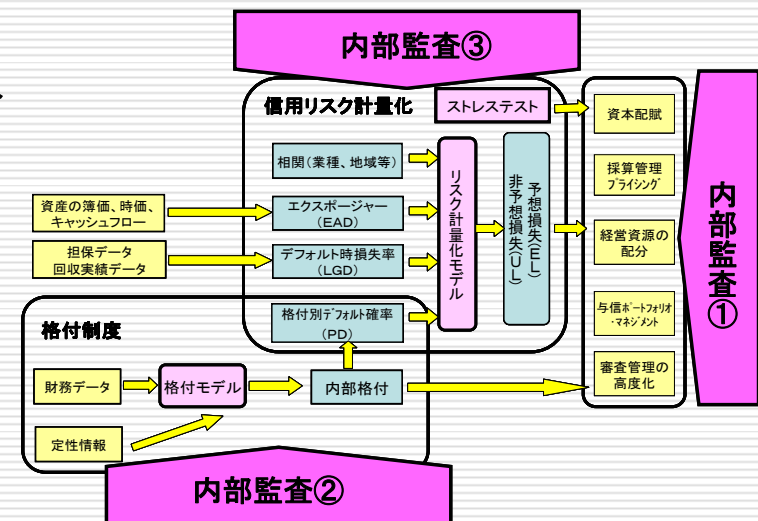 内部監査③
信用リスク計量化
ストレステスト
資本配賦
相関(業種、地域等)
採算管理
プライシング
資産の簿価、時価、
キャッシュフロー
エクスポージャー
(EAD)
リスク計量化モデル
予想損失(EL)
非予想損失(UL)
経営資源の
配分
内部監査①
担保データ
回収実績データ
デフォルト時損失率
(LGD)
格付別デフォルト確率
(PD)
与信ポートフォリオ
・マネジメント
格付制度
審査管理の
高度化
財務データ
格付モデル
内部格付
定性情報
内部監査②